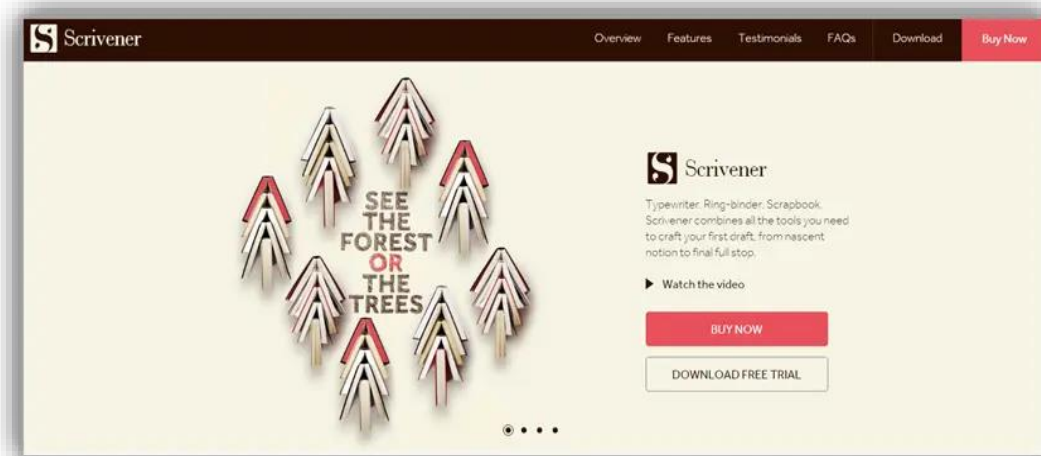 Scrivener
Overview Features Testimonials FAQs Download Buy Now
SEE
THE
FOREST
OR
THE
TREES
Scrivener
Typewriter. Ring-binder. Scrapbook.
Scrivener combines all the tools you need
to craft your first draft, from nascent
notion to final full stop.
Watch the video
BUY NOW
DOWNLOAD FREE TRIAL